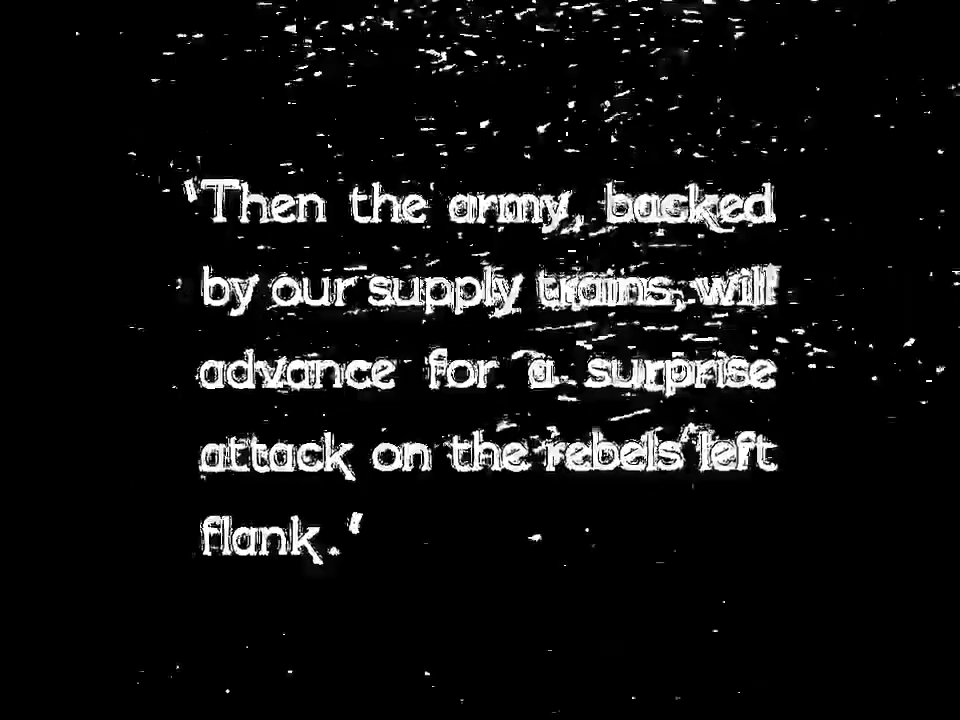 'Then the army, backed
by our supply trains, will
advance for a surprise
attack on the rebels' left
flank.'